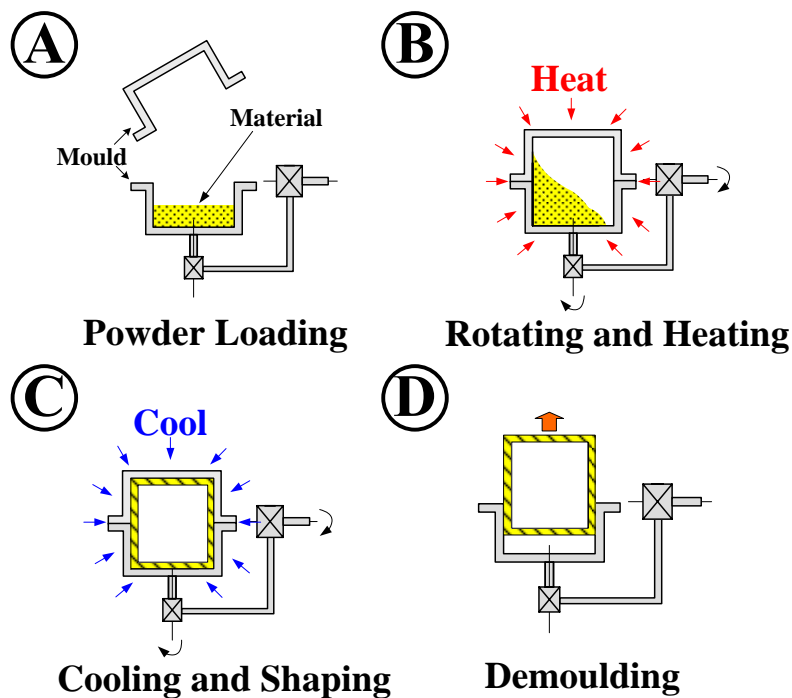 A
Material
Mould
Powder Loading
B
Heat
Rotating and Heating
C
Cool
Cooling and Shaping
D
Demoulding